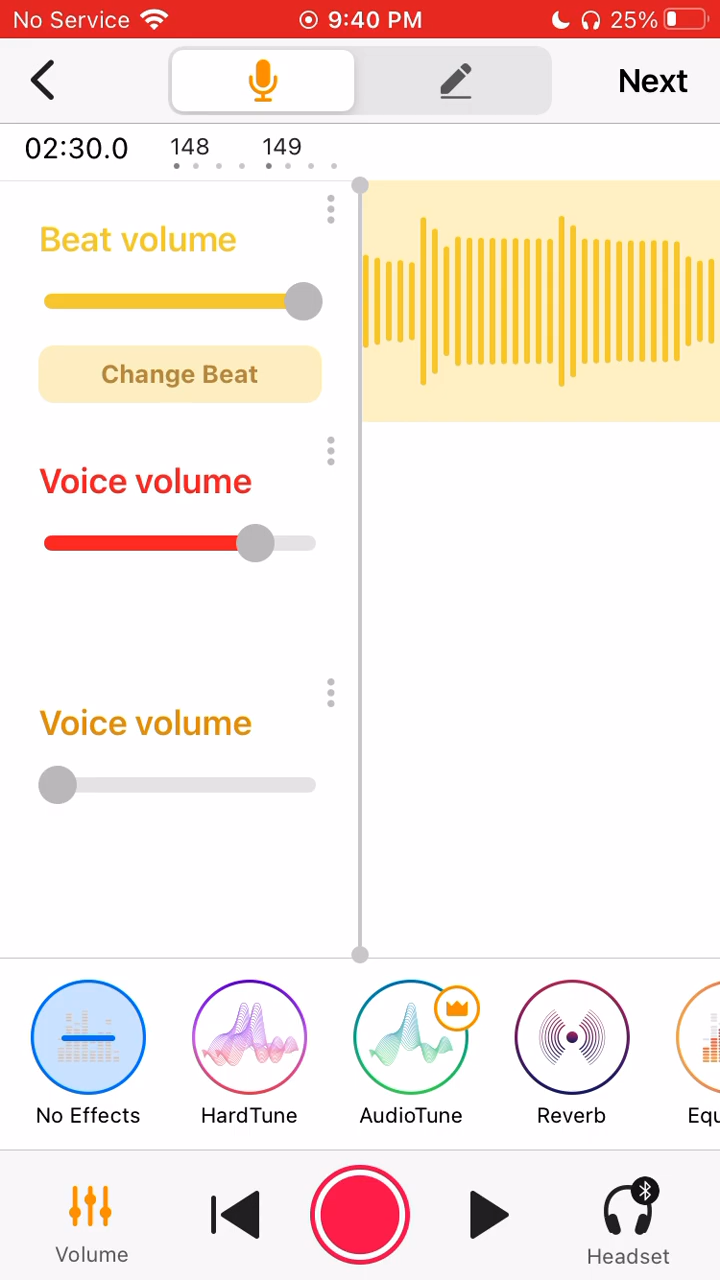 No Service 9:40 PM 25%
Next
02:30.0 148 149
Beat volume
Change Beat
Voice volume
Voice volume
No Effects HardTune AudioTune Reverb Equ
Volume Headset